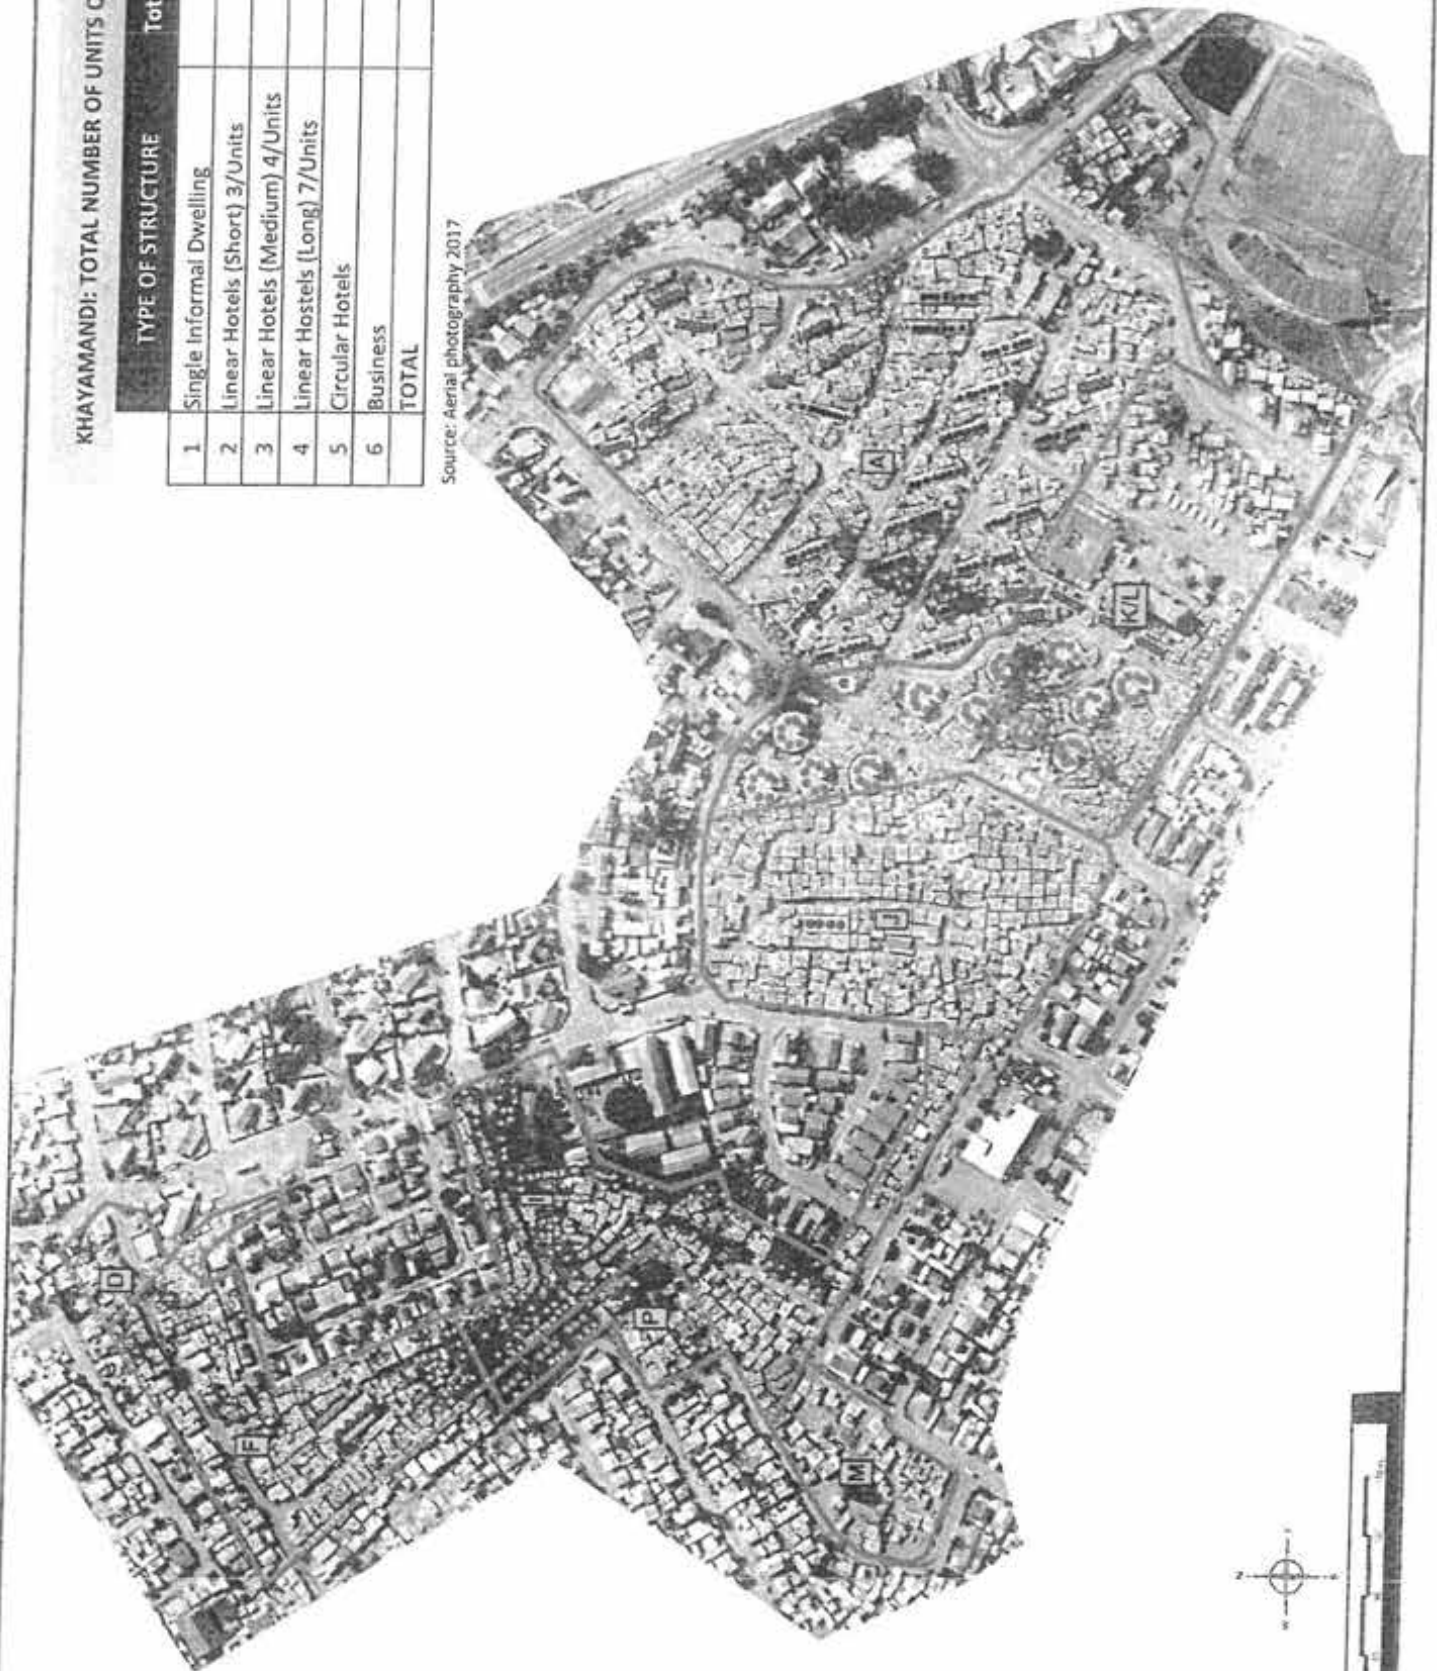 KHAYAMANDI: TOTAL NUMBER OF UNITS O
TYPE OF STRUCTURE Tot
1 Single Informal Dwelling
2 Linear Hotels (Short) 3/Units
3 Linear Hotels (Medium) 4/Units
4 Linear Hostels (Long) 7/Units
5 Circular Hotels
6 Business
TOTAL
Source: Aerial photography 2017
D
F
I
P
M
J
A
K/L
N
W